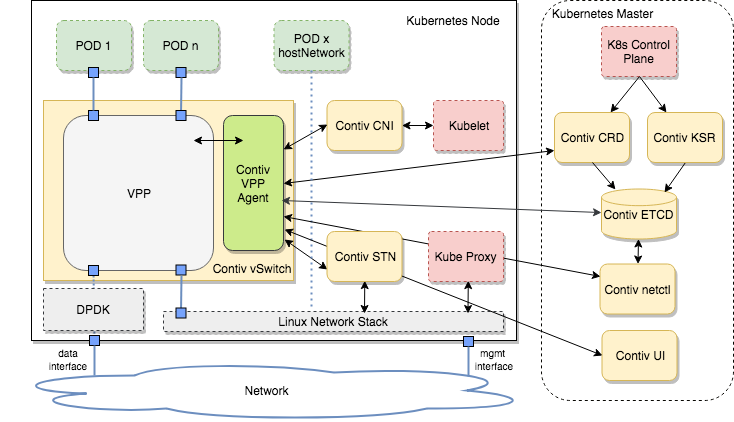 Kubernetes Node
Kubernetes Master
POD 1
POD n
POD x
hostNetwork
K8s Control
Plane
Contiv CNI
Kubelet
Contiv CRD
Contiv KSR
VPP
Contiv
VPP
Agent
Contiv ETCD
Contiv STN
Kube Proxy
Contiv vSwitch
Contiv netctl
DPDK
Linux Network Stack
Contiv UI
data
interface
mgmt
interface
Network